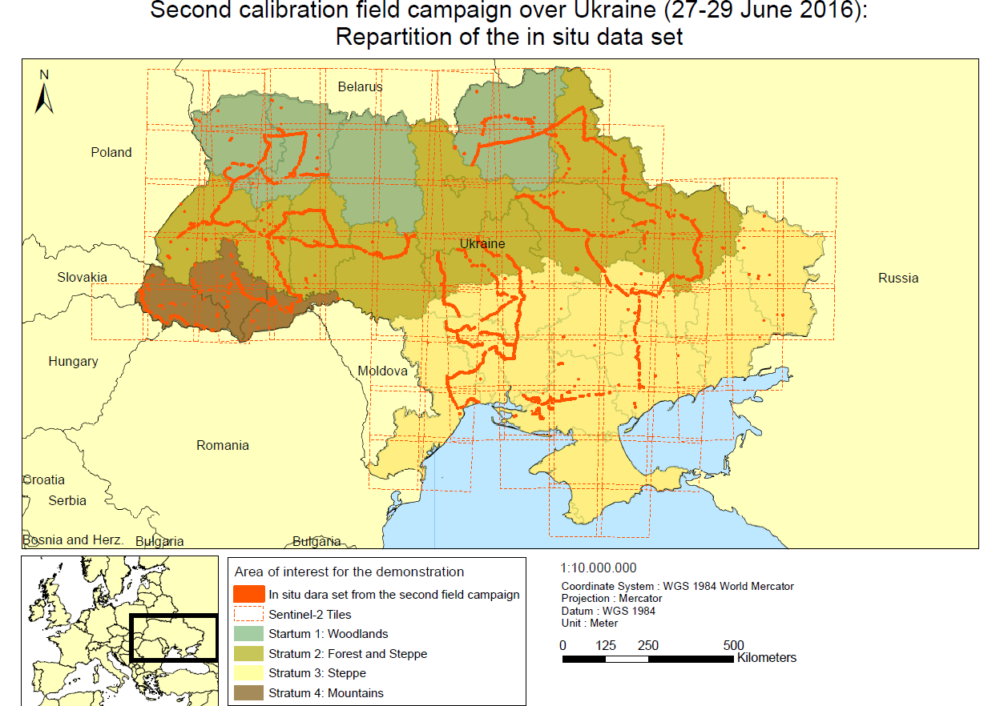 Second calibration field campaign over Ukraine (27-29 June 2016):
Repartition of the in situ data set
N
Belarus
Poland
Ukraine
Slovakia
Russia
Hungary
Moldova
Romania
Croatia
Serbia
Bosnia and Herz.
Bulgaria
Bulgaria
Area of interest for the demonstration
In situ dara set from the second field campaign
Sentinel-2 Tiles
Startum 1: Woodlands
Stratum 2: Forest and Steppe
Stratum 3: Steppe
Stratum 4: Mountains
1:10.000.000
Coordinate System : WGS 1984 World Mercator
Projection : Mercator
Datum : WGS 1984
Unit : Meter
0 125 250 500
Kilometers